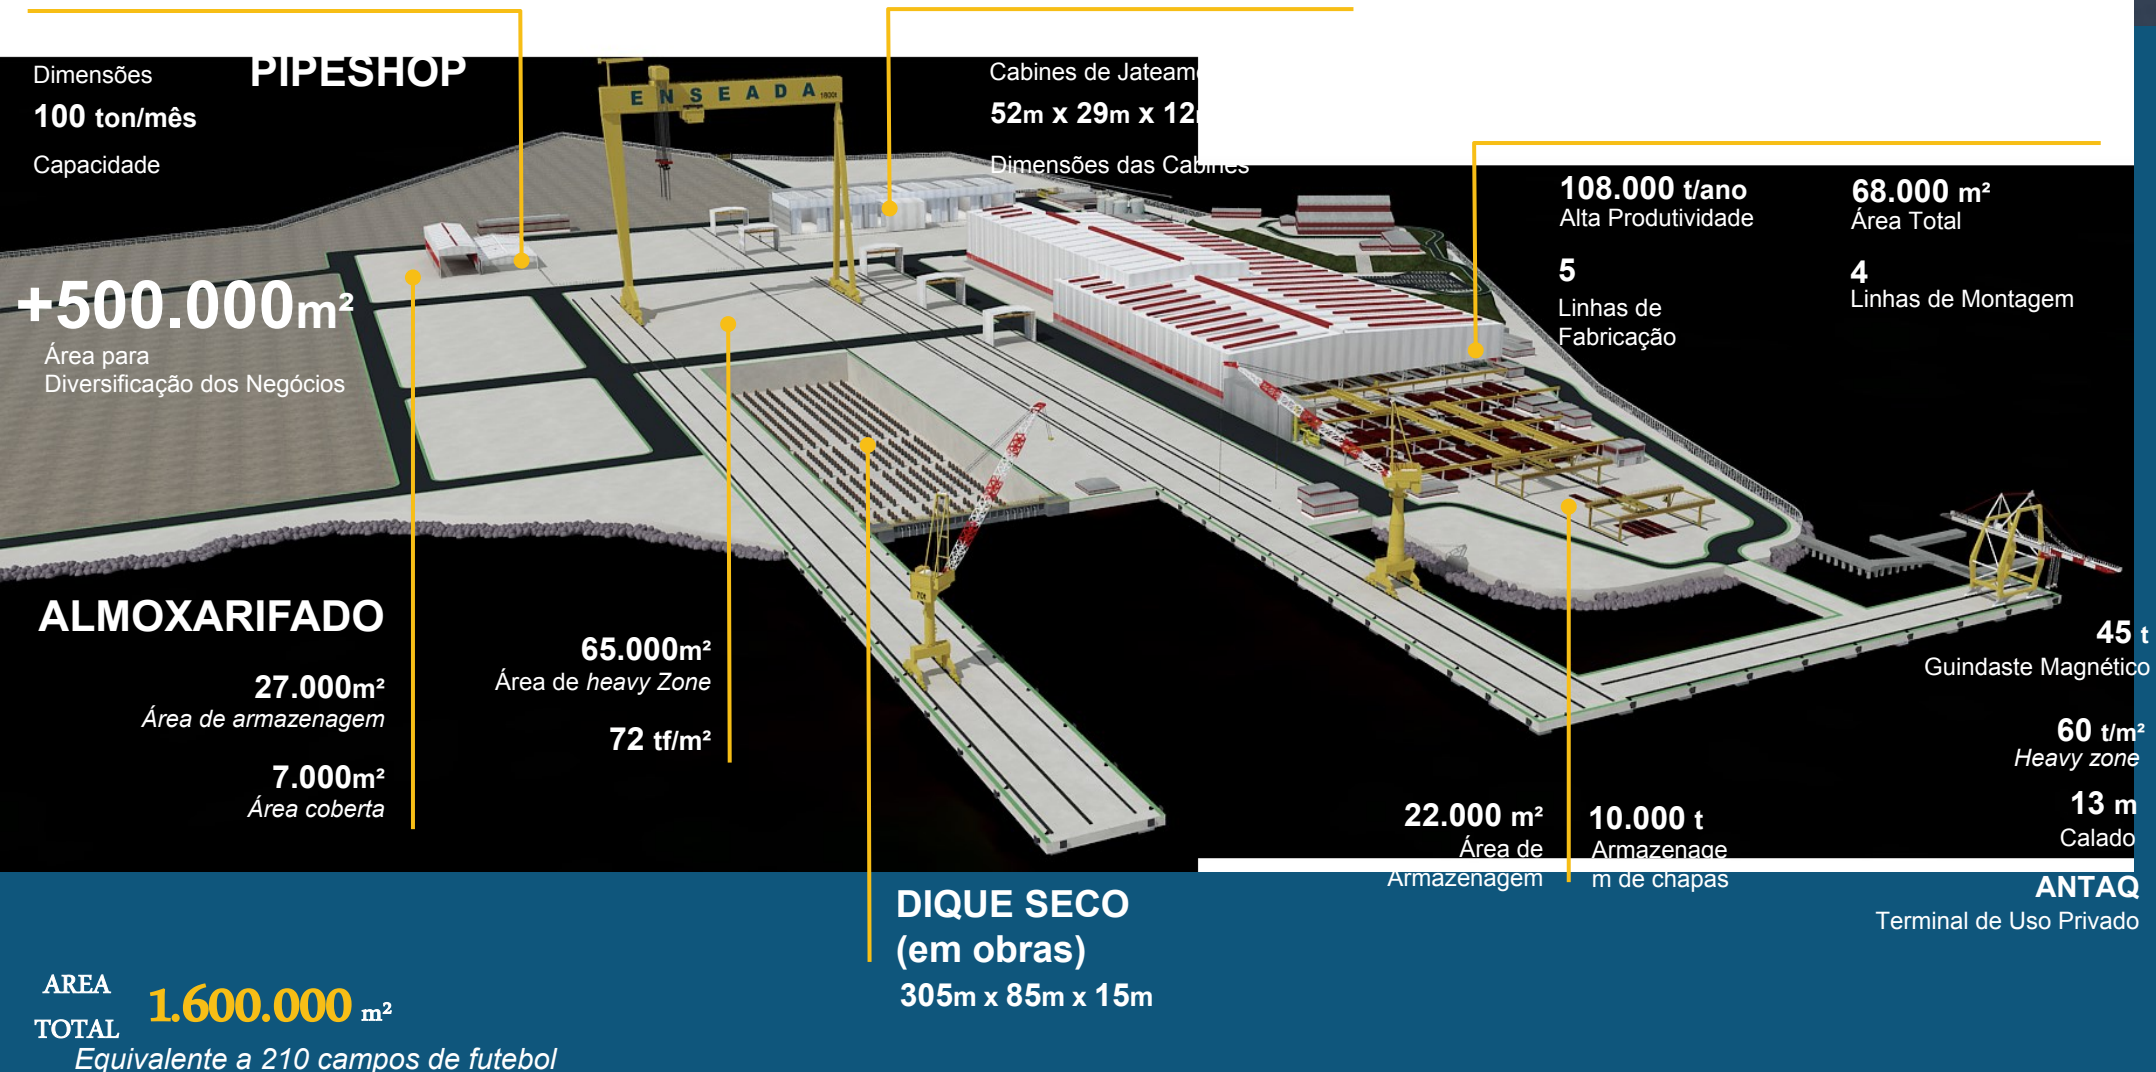 PIPESHOP
Dimensões
100 ton/mês
Capacidade
ENSEADA 1800t
Cabines de
52m x 29m x
Dimensões das Cabines
108.000 t/ano
Alta Produtividade
68.000 m²
Área Total
5
Linhas de
Fabricação
4
Linhas de Montagem
+500.000m²
Área para
Diversificação dos Negócios
ALMOXARIFADO
27.000m²
Área de armazenagem
7.000m²
Área coberta
65.000m²
Área de heavy Zone
72 tf/m²
70t
45 t
Guindaste Magnético
60 t/m²
Heavy zone
13 m
Calado
22.000 m²
Área de
Armazenagem
10.000 t
Armazenage
m de chapas
ANTAQ
Terminal de Uso Privado
DIQUE SECO
(em obras)
305m x 85m x 15m
AREA
TOTAL
1.600.000 m²
Equivalente a 210 campos de futebol